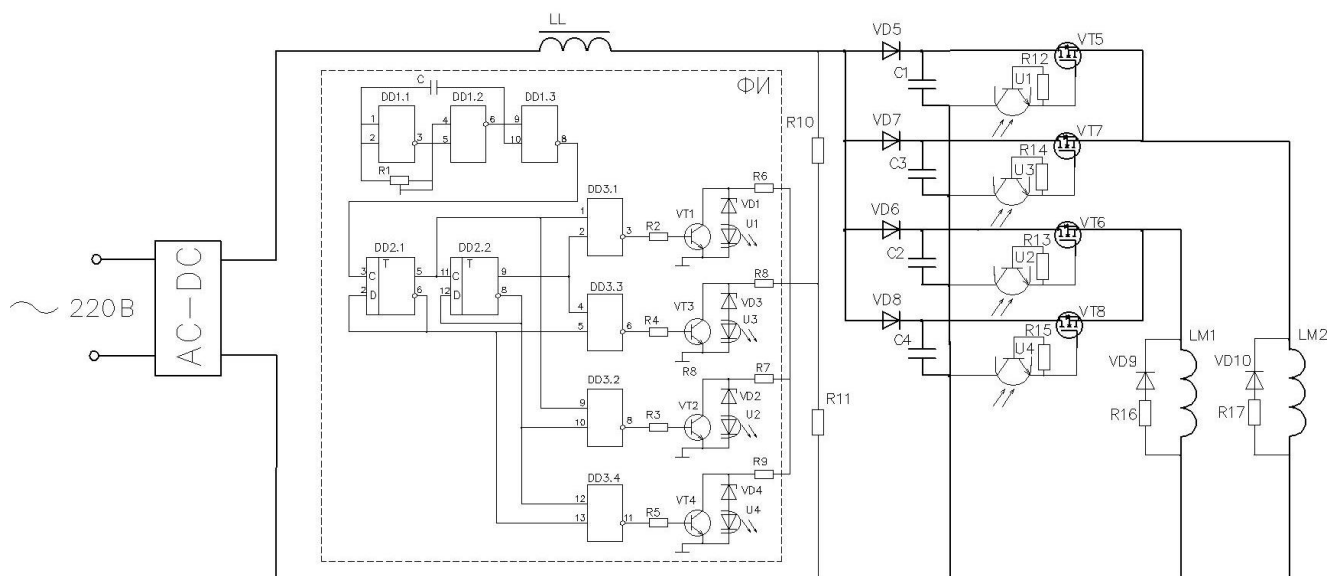 LL
ФИ
C
DD1.1
DD1.2
DD1.3
1
2
3
4
5
6
9
10
8
R1
DD2.1
DD2.2
T
T
3
C
2
D
5
6
11
C
12
9
8
DD3.1
1
2
3
R2
VT1
VD1
U1
R6
DD3.3
4
5
6
R4
VT3
VD3
U3
R8
R8
DD3.2
9
10
8
R3
VT2
VD2
U2
R7
DD3.4
12
13
11
R5
VT4
VD4
U4
R9
R10
R11
~ 220В
AC-DC
VD5
C1
R12
U1
VT5
VD7
C3
R14
U3
VT7
VD6
C2
R13
U2
VT6
VD8
C4
R15
U4
VT8
LM1
VD9
R16
LM2
VD10
R17